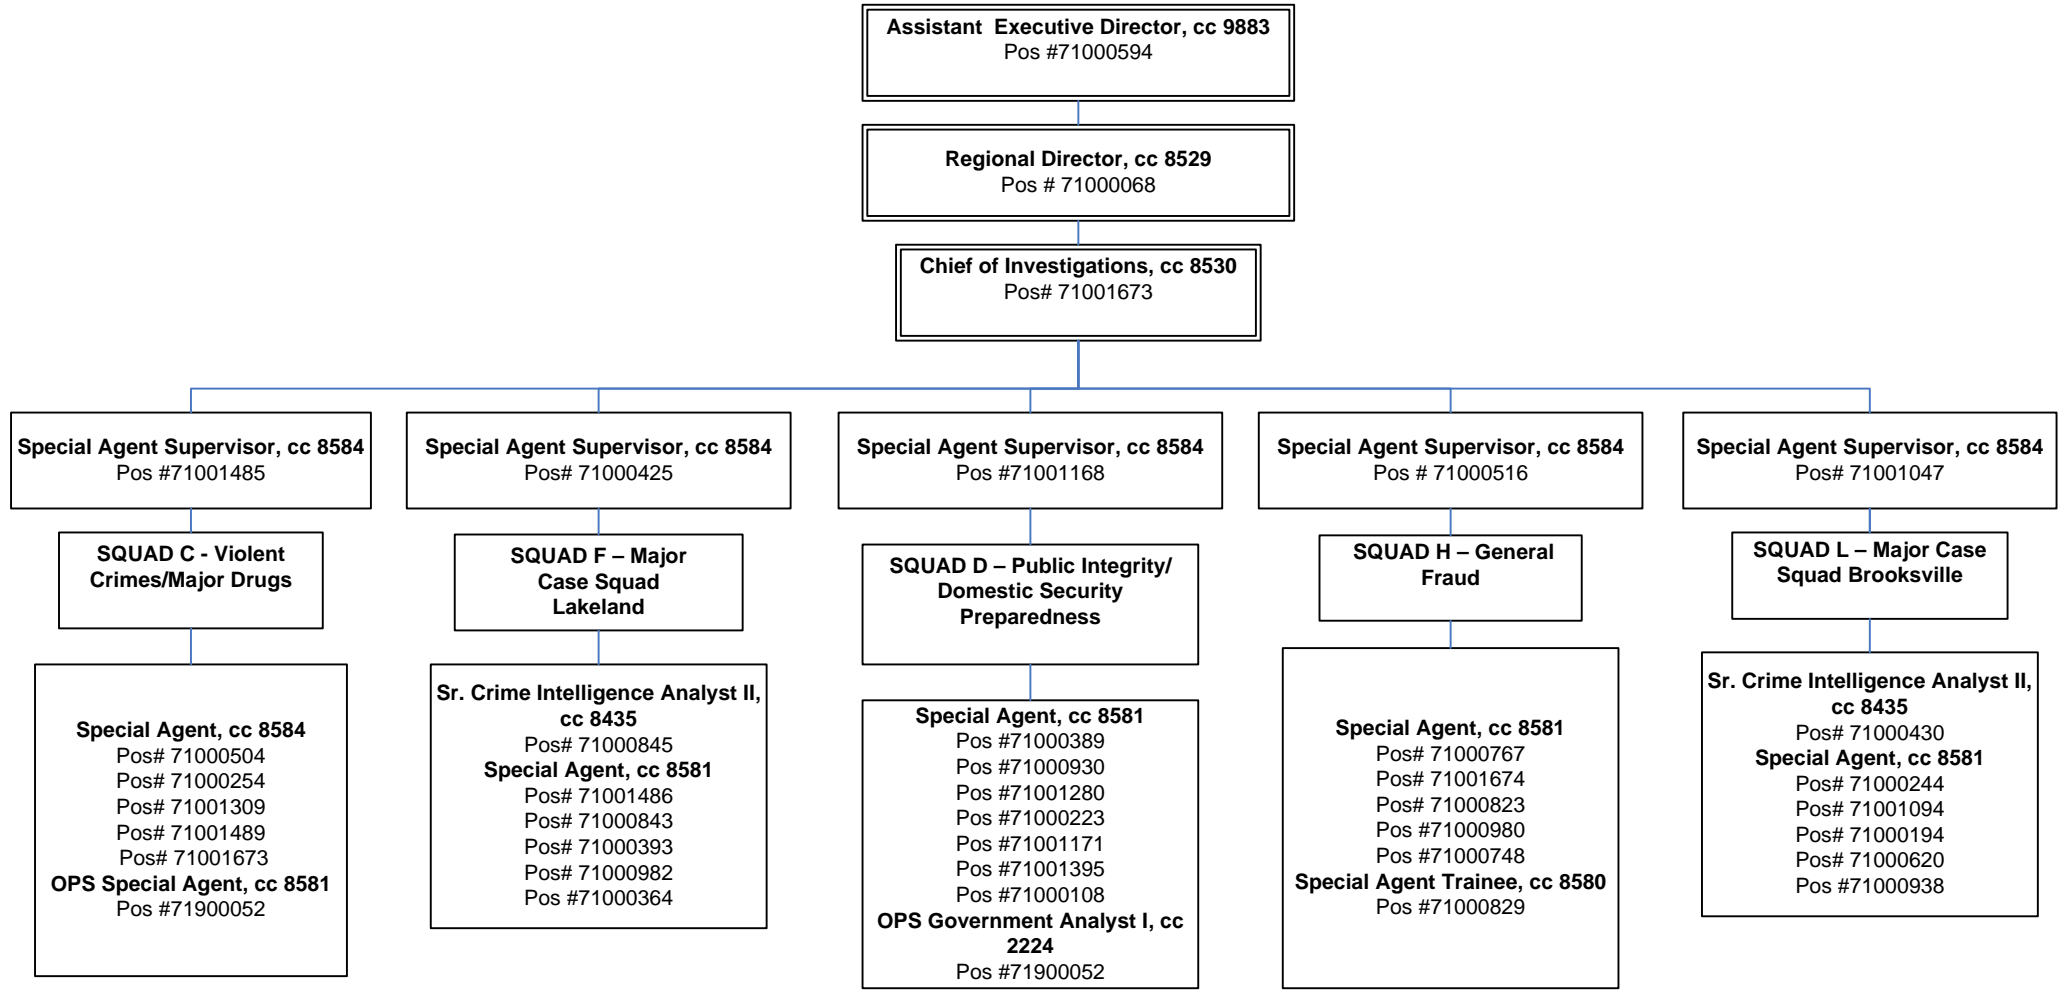 Assistant  Executive Director, cc 9883
Pos #71000594
Regional Director, cc 8529
Pos # 71000068
Chief of Investigations, cc 8530
Pos# 71001673
Special Agent Supervisor, cc 8584
Pos #71001485
Special Agent Supervisor, cc 8584
Pos# 71000425
Special Agent Supervisor, cc 8584
Pos #71001168
Special Agent Supervisor, cc 8584
Pos # 71000516
Special Agent Supervisor, cc 8584
Pos# 71001047
SQUAD C - Violent
Crimes/Major Drugs
SQUAD F – Major
Case Squad
Lakeland
SQUAD D – Public Integrity/
Domestic Security
Preparedness
SQUAD H – General
Fraud
SQUAD L – Major Case
Squad Brooksville
Special Agent, cc 8584
Pos# 71000504
Pos# 71000254
Pos# 71001309
Pos# 71001489
Pos# 71001673
OPS Special Agent, cc 8581
Pos #71900052
Sr. Crime Intelligence Analyst II,
cc 8435
Pos# 71000845
Special Agent, cc 8581
Pos# 71001486
Pos# 71000843
Pos# 71000393
Pos# 71000982
Pos #71000364
Special Agent, cc 8581
Pos #71000389
Pos #71000930
Pos #71001280
Pos #71000223
Pos #71001171
Pos #71001395
Pos #71000108
OPS Government Analyst I, cc
2224
Pos #71900052
Special Agent, cc 8581
Pos# 71000767
Pos# 71001674
Pos# 71000823
Pos# 71000980
Pos# 71000748
Special Agent Trainee, cc 8580
Pos #71000829
Sr. Crime Intelligence Analyst II,
cc 8435
Pos# 71000430
Special Agent, cc 8581
Pos# 71000244
Pos# 71001094
Pos# 71000194
Pos# 71000620
Pos# 71000938